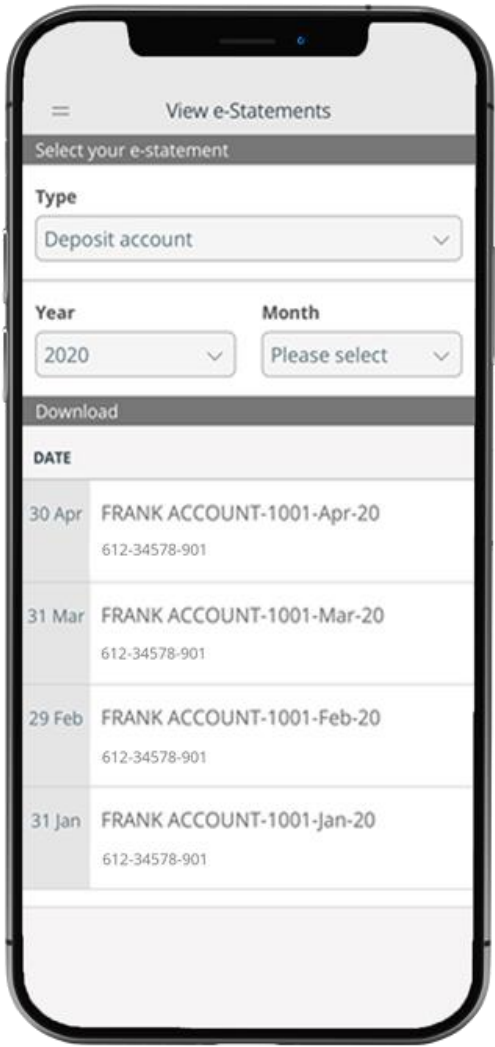 View e-Statements
Select your e-statement
Type
Deposit account
Year Month
2020 Please select
Download
DATE
30 Apr FRANK ACCOUNT-1001-Apr-20
612-34578-901
31 Mar FRANK ACCOUNT-1001-Mar-20
612-34578-901
29 Feb FRANK ACCOUNT-1001-Feb-20
612-34578-901
31 Jan FRANK ACCOUNT-1001-Jan-20
612-34578-901